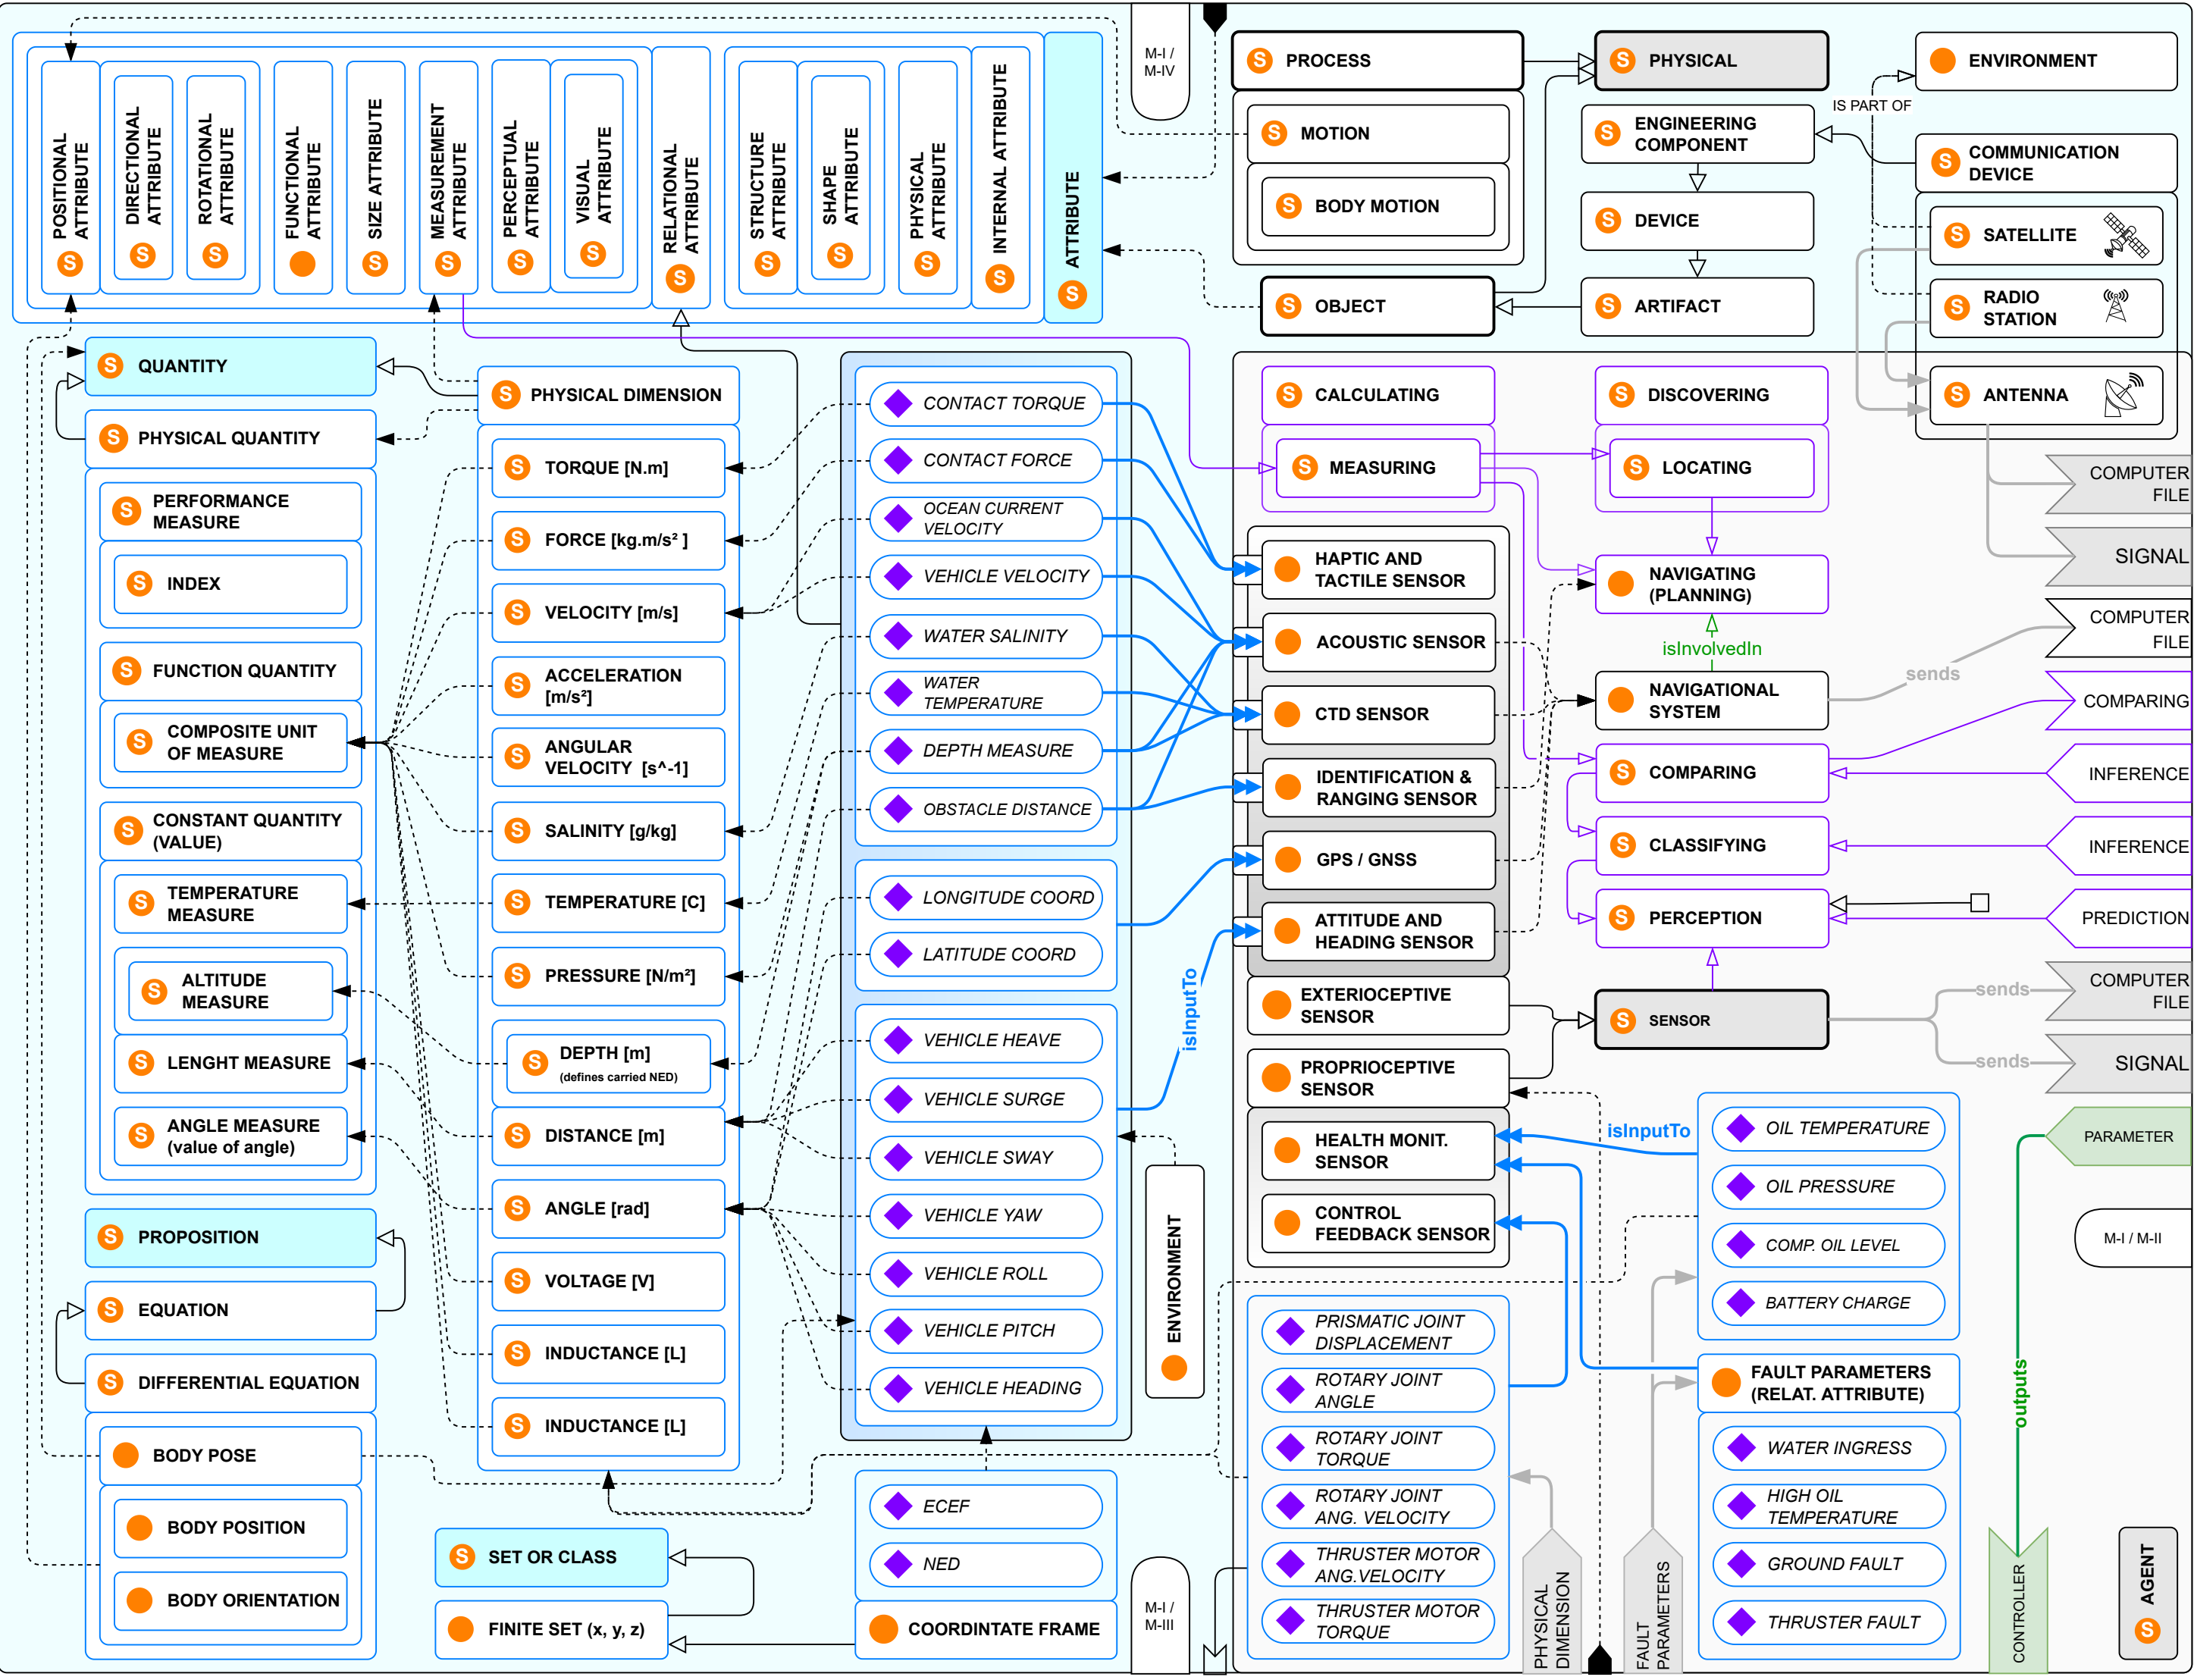 POSITIONAL
ATTRIBUTE
S
DIRECTIONAL
ATTRIBUTE
S
ROTATIONAL
ATTRIBUTE
S
FUNCTIONAL
ATTRIBUTE
SIZE ATTRIBUTE
S
MEASUREMENT
ATTRIBUTE
S
PERCEPTUAL
ATTRIBUTE
S
VISUAL
ATTRIBUTE
S
RELATIONAL
ATTRIBUTE
S
STRUCTURE
ATTRIBUTE
S
SHAPE
ATTRIBUTE
S
PHYSICAL
ATTRIBUTE
S
INTERNAL ATTRIBUTE
S
ATTRIBUTE
S
M-I /
M-IV
S PROCESS
S MOTION
S BODY MOTION
S OBJECT
S PHYSICAL
S ENGINEERING
COMPONENT
S DEVICE
S ARTIFACT
ENVIRONMENT
IS PART OF
S COMMUNICATION
DEVICE
S SATELLITE
S RADIO
STATION
S ANTENNA
S QUANTITY
S PHYSICAL QUANTITY
S PERFORMANCE
MEASURE
S INDEX
S FUNCTION QUANTITY
S COMPOSITE UNIT
OF MEASURE
S CONSTANT QUANTITY
(VALUE)
S TEMPERATURE
MEASURE
S ALTITUDE
MEASURE
S LENGHT MEASURE
S ANGLE MEASURE
(value of angle)
S PROPOSITION
S EQUATION
S DIFFERENTIAL EQUATION
BODY POSE
BODY POSITION
BODY ORIENTATION
S PHYSICAL DIMENSION
S TORQUE [N.m]
S FORCE [kg.m/s² ]
S VELOCITY [m/s]
S ACCELERATION
[m/s²]
S ANGULAR
VELOCITY [s^-1]
S SALINITY [g/kg]
S TEMPERATURE [C]
S PRESSURE [N/m²]
S DEPTH [m]
(defines carried NED)
S DISTANCE [m]
S ANGLE [rad]
S VOLTAGE [V]
S INDUCTANCE [L]
S INDUCTANCE [L]
S SET OR CLASS
FINITE SET (x, y, z)
CONTACT TORQUE
CONTACT FORCE
OCEAN CURRENT
VELOCITY
VEHICLE VELOCITY
WATER SALINITY
WATER
TEMPERATURE
DEPTH MEASURE
OBSTACLE DISTANCE
LONGITUDE COORD
LATITUDE COORD
VEHICLE HEAVE
VEHICLE SURGE
VEHICLE SWAY
VEHICLE YAW
VEHICLE ROLL
VEHICLE PITCH
VEHICLE HEADING
ECEF
NED
COORDINTATE FRAME
isInputTo
ENVIRONMENT
M-I /
M-III
S CALCULATING
S MEASURING
S DISCOVERING
S LOCATING
HAPTIC AND
TACTILE SENSOR
ACOUSTIC SENSOR
CTD SENSOR
IDENTIFICATION &
RANGING SENSOR
GPS / GNSS
ATTITUDE AND
HEADING SENSOR
EXTERIOCEPTIVE
SENSOR
PROPRIOCEPTIVE
SENSOR
HEALTH MONIT.
SENSOR
CONTROL
FEEDBACK SENSOR
NAVIGATING
(PLANNING)
isInvolvedIn
NAVIGATIONAL
SYSTEM
sends
S COMPARING
S CLASSIFYING
S PERCEPTION
S SENSOR
sends
sends
COMPUTER
FILE
SIGNAL
COMPUTER
FILE
COMPARING
INFERENCE
INFERENCE
PREDICTION
COMPUTER
FILE
SIGNAL
PARAMETER
M-I / M-II
isInputTo
OIL TEMPERATURE
OIL PRESSURE
COMP. OIL LEVEL
BATTERY CHARGE
FAULT PARAMETERS
(RELAT. ATTRIBUTE)
WATER INGRESS
HIGH OIL
TEMPERATURE
GROUND FAULT
THRUSTER FAULT
PRISMATIC JOINT
DISPLACEMENT
ROTARY JOINT
ANGLE
ROTARY JOINT
TORQUE
ROTARY JOINT
ANG. VELOCITY
THRUSTER MOTOR
ANG.VELOCITY
THRUSTER MOTOR
TORQUE
PHYSICAL
DIMENSION
FAULT
PARAMETERS
outputs
CONTROLLER
AGENT
S